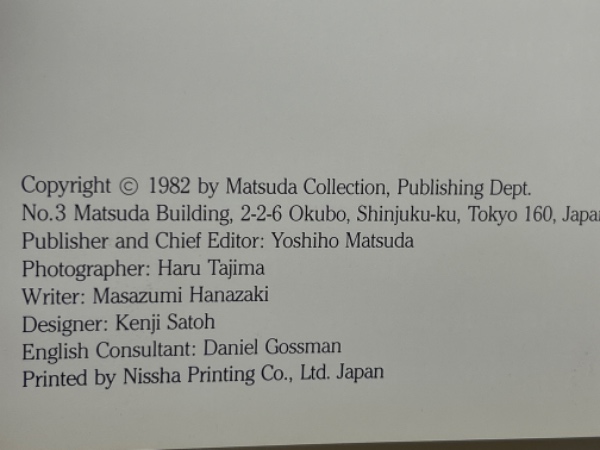 Copyright © 1982 by Matsuda Collection, Publishing Dept.
No.3 Matsuda Building, 2-2-6 Okubo, Shinjuku-ku, Tokyo 160, Japa
Publisher and Chief Editor: Yoshiho Matsuda
Photographer: Haru Tajima
Writer: Masazumi Hanazaki
Designer: Kenji Satoh
English Consultant: Daniel Gossman
Printed by Nissha Printing Co., Ltd. Japan